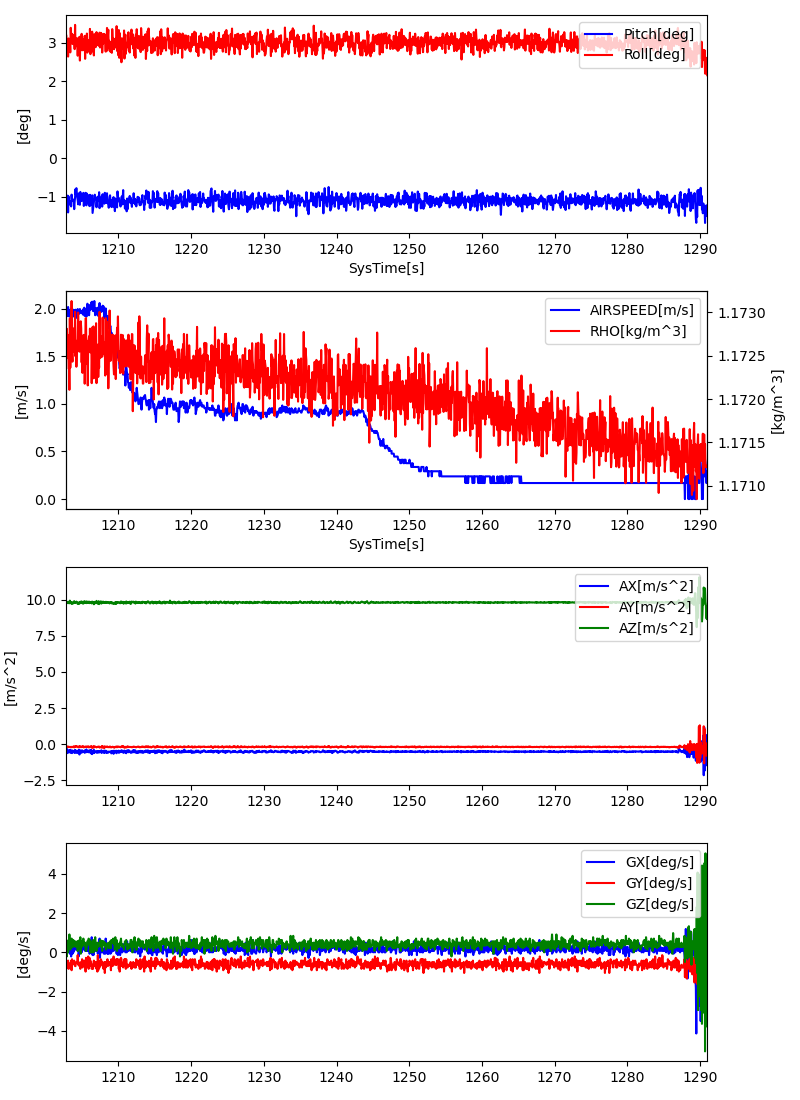 3
2
1
0
−1
[deg]
Pitch[deg]
Roll[deg]
1210 1220 1230 1240 1250 1260 1270 1280 1290
SysTime[s]
2.0
1.5
1.0
0.5
0.0
[m/s]
AIRSPEED[m/s]
RHO[kg/m^3]
1.1730
1.1725
1.1720
1.1715
1.1710
[kg/m^3]
1210 1220 1230 1240 1250 1260 1270 1280 1290
SysTime[s]
10.0
7.5
5.0
2.5
0.0
−2.5
[m/s^2]
AX[m/s^2]
AY[m/s^2]
AZ[m/s^2]
1210 1220 1230 1240 1250 1260 1270 1280 1290
4
2
0
−2
−4
[deg/s]
GX[deg/s]
GY[deg/s]
GZ[deg/s]
1210 1220 1230 1240 1250 1260 1270 1280 1290